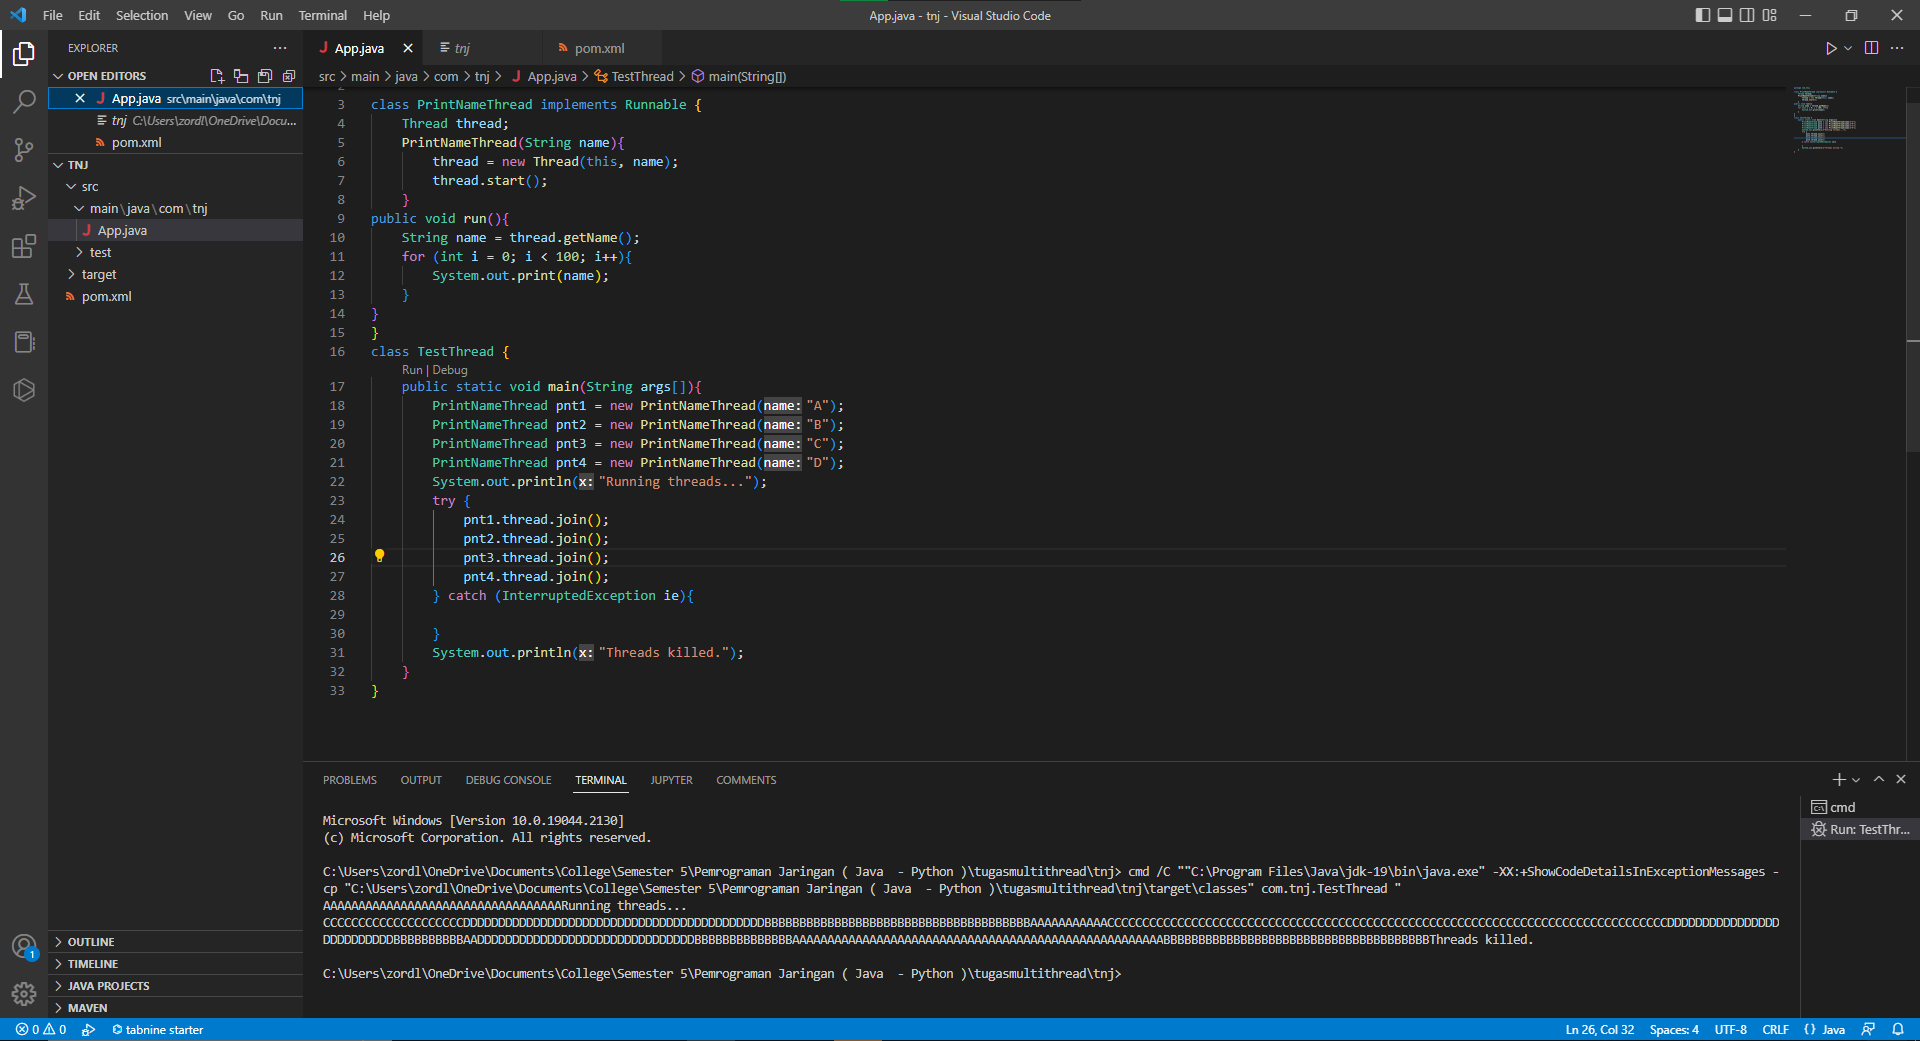 File Edit Selection View Go Run Terminal Help
App.java - tnj - Visual Studio Code
EXPLORER
OPEN EDITORS
App.java src\main\java\com\tnj
tnj C:\Users\zordl\OneDrive\Docu...
pom.xml
TNJ
src
main\java\com\tnj
App.java
test
target
pom.xml
OUTLINE
TIMELINE
JAVA PROJECTS
MAVEN
App.java tnj pom.xml
src > main > java > com > tnj > App.java > TestThread > main(String[])
3 class PrintNameThread implements Runnable {
4 Thread thread;
5 PrintNameThread(String name){
6 thread = new Thread(this, name);
7 thread.start();
8 }
9 public void run(){
10 String name = thread.getName();
11 for (int i = 0; i < 100; i++){
12 System.out.print(name);
13 }
14 }
15 }
16 class TestThread {
Run | Debug
17 public static void main(String args[]){
18 PrintNameThread pnt1 = new PrintNameThread(name: "A");
19 PrintNameThread pnt2 = new PrintNameThread(name: "B");
20 PrintNameThread pnt3 = new PrintNameThread(name: "C");
21 PrintNameThread pnt4 = new PrintNameThread(name: "D");
22 System.out.println(x: "Running threads...");
23 try {
24 pnt1.thread.join();
25 pnt2.thread.join();
26 pnt3.thread.join();
27 pnt4.thread.join();
28 } catch (InterruptedException ie){
29
30 }
31 System.out.println(x: "Threads killed.");
32 }
33 }
PROBLEMS OUTPUT DEBUG CONSOLE TERMINAL JUPYTER COMMENTS
cmd
Run: TestThr...
Microsoft Windows [Version 10.0.19044.2130]
(c) Microsoft Corporation. All rights reserved.
C:\Users\zordl\OneDrive\Documents\College\Semester 5\Pemrograman Jaringan ( Java  - Python )\tugasmultithread\tnj> cmd /C ""C:\Program Files\Java\jdk-19\bin\java.exe" -XX:+ShowCodeDetailsInExceptionMessages -
cp "C:\Users\zordl\OneDrive\Documents\College\Semester 5\Pemrograman Jaringan ( Java  - Python )\tugasmultithread\tnj\target\classes" com.tnj.TestThread "
Running threads...
Threads killed.
C:\Users\zordl\OneDrive\Documents\College\Semester 5\Pemrograman Jaringan ( Java  - Python )\tugasmultithread\tnj>
1
0 0 tabnine starter
Ln 26, Col 32 Spaces: 4 UTF-8 CRLF {} Java